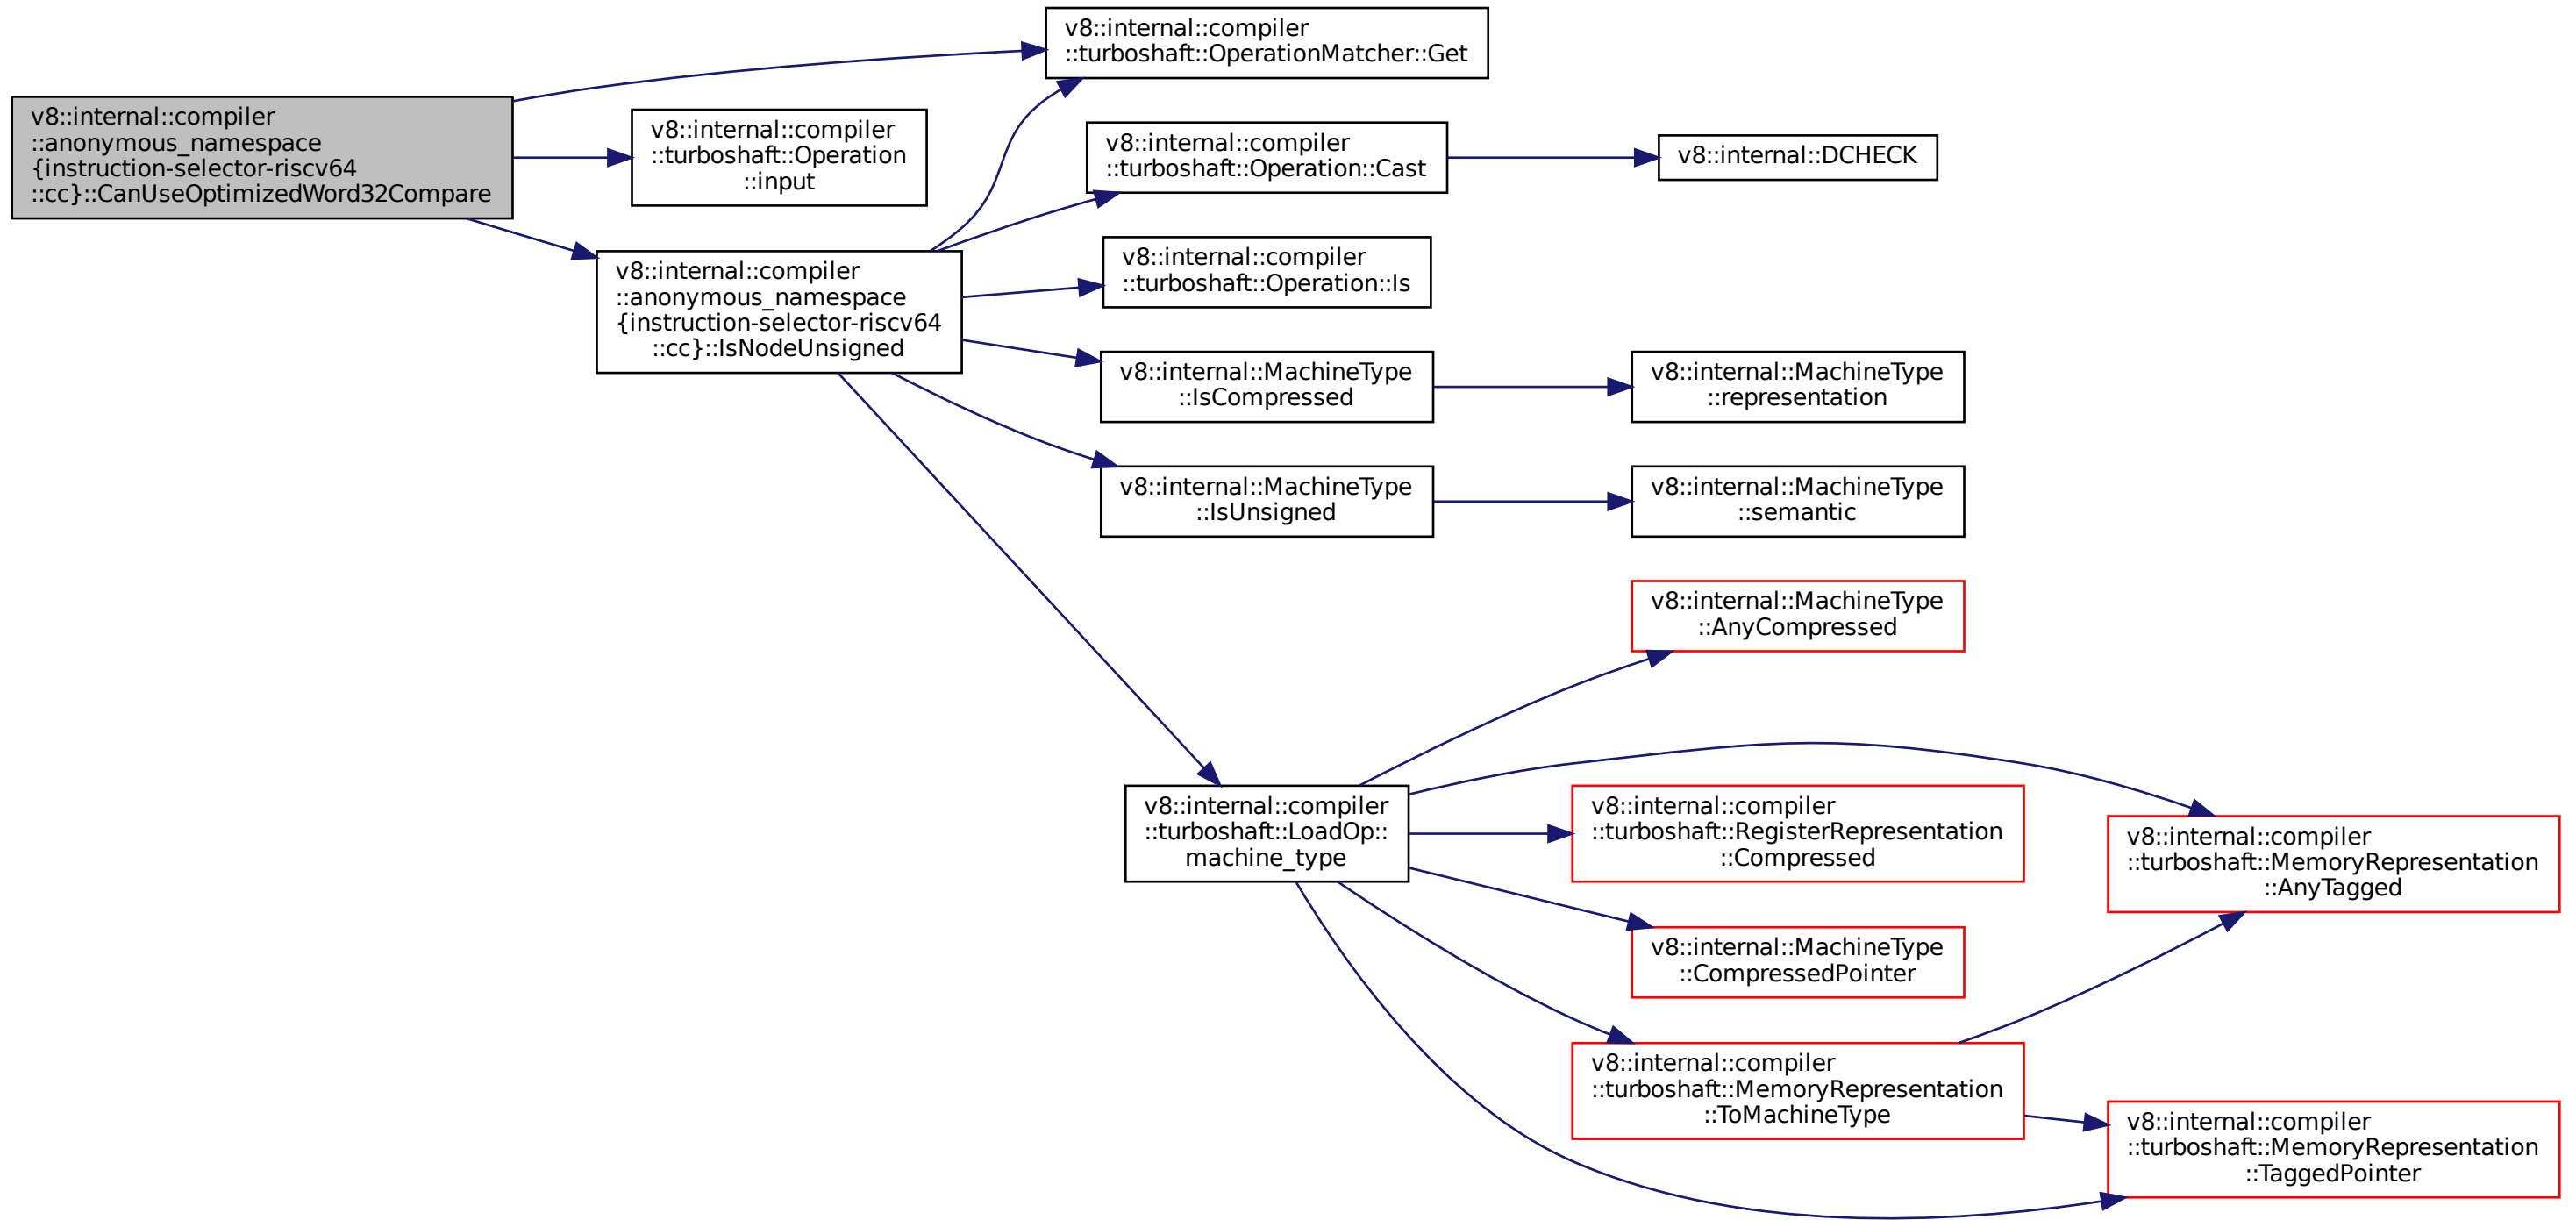 v8::internal::compiler
::anonymous_namespace
{instruction-selector-riscv64
::cc}::CanUseOptimizedWord32Compare
v8::internal::compiler
::turboshaft::OperationMatcher::Get
v8::internal::compiler
::turboshaft::Operation
::input
v8::internal::compiler
::anonymous_namespace
{instruction-selector-riscv64
::cc}::IsNodeUnsigned
v8::internal::compiler
::turboshaft::Operation::Cast
v8::internal::DCHECK
v8::internal::compiler
::turboshaft::Operation::Is
v8::internal::MachineType
::IsCompressed
v8::internal::MachineType
::representation
v8::internal::MachineType
::IsUnsigned
v8::internal::MachineType
::semantic
v8::internal::compiler
::turboshaft::LoadOp::
machine_type
v8::internal::MachineType
::AnyCompressed
v8::internal::compiler
::turboshaft::RegisterRepresentation
::Compressed
v8::internal::MachineType
::CompressedPointer
v8::internal::compiler
::turboshaft::MemoryRepresentation
::ToMachineType
v8::internal::compiler
::turboshaft::MemoryRepresentation
::AnyTagged
v8::internal::compiler
::turboshaft::MemoryRepresentation
::TaggedPointer